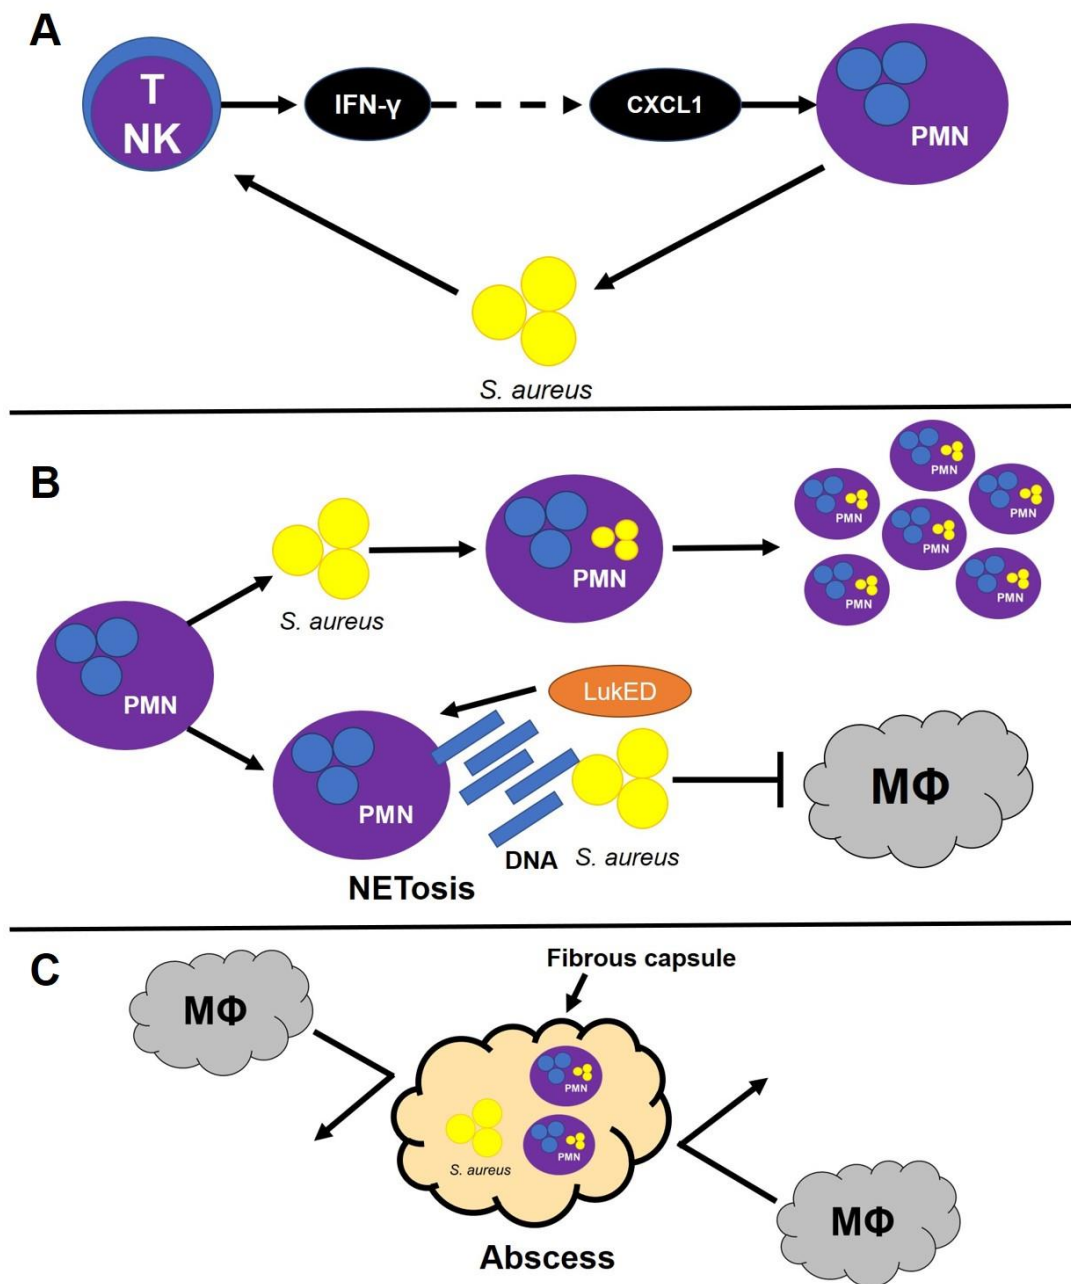 A
T
NK
IFN-γ
CXCL1
PMN
S. aureus
B
PMN
S. aureus
PMN
PMN
PMN
PMN
PMN
PMN
PMN
LukED
PMN
DNA
S. aureus
NETosis
MΦ
C
Fibrous capsule
MΦ
PMN
S. aureus
PMN
Abscess
MΦ